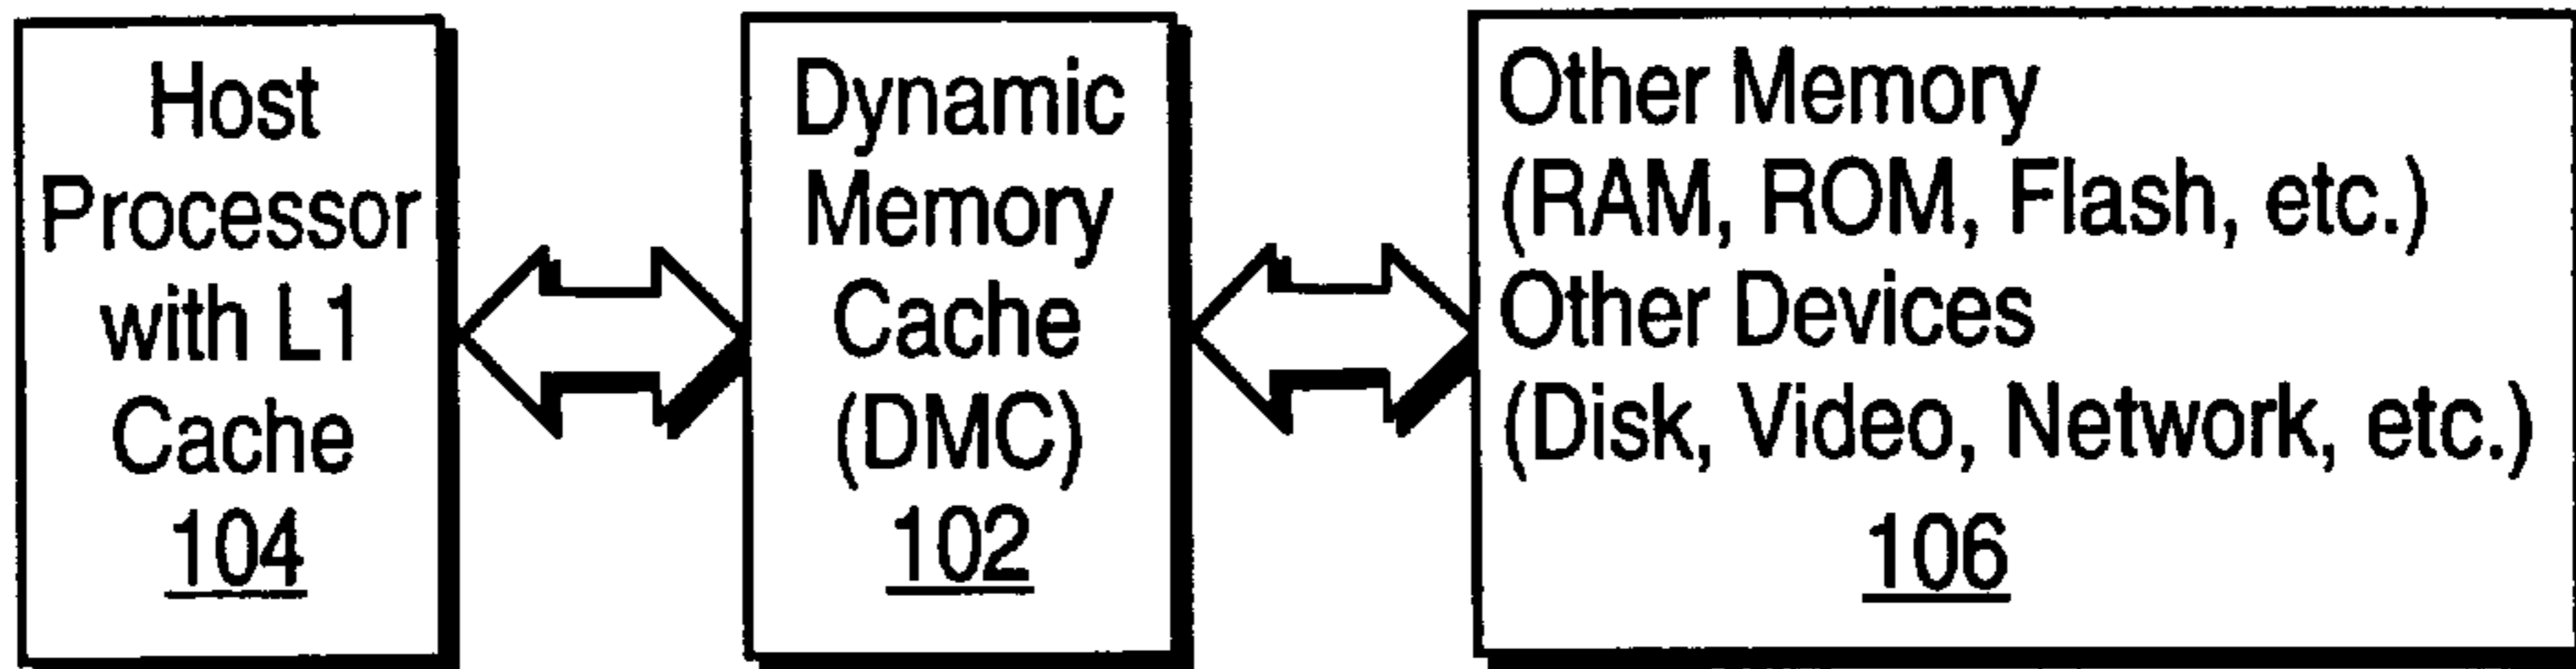 Host
Processor
with L1
Cache
104
Dynamic
Memory
Cache
(DMC)
102
Other Memory
(RAM, ROM, Flash, etc.)
Other Devices
(Disk, Video, Network, etc.)
106